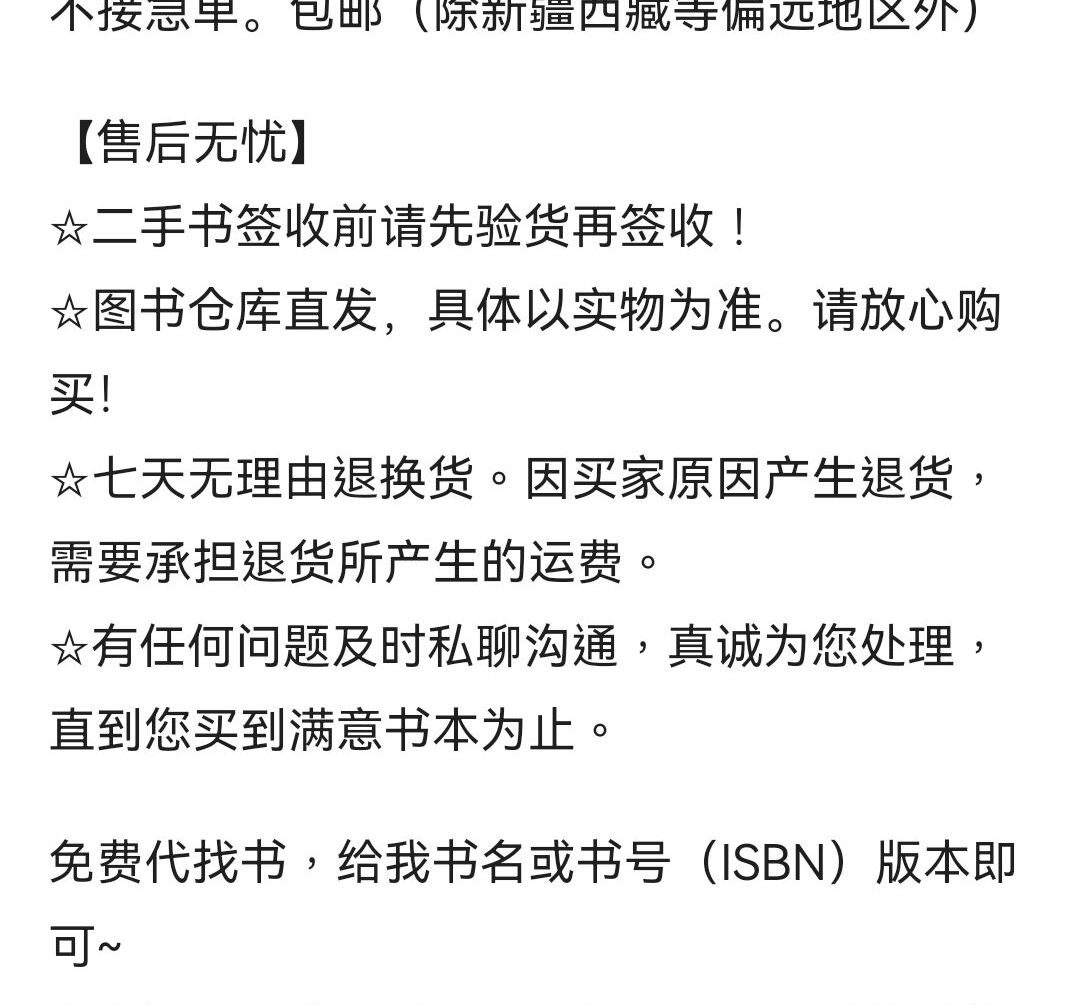 不接急单。包邮（除新疆西藏等偏远地区外）
【售后无忧】
☆二手书签收前请先验货再签收！
☆图书仓库直发，具体以实物为准。请放心购
买！
☆七天无理由退换货。因买家原因产生退货，
需要承担退货所产生的运费。
☆有任何问题及时私聊沟通，真诚为您处理，
直到您买到满意书本为止。
免费代找书，给我书名或书号（ISBN）版本即
可~